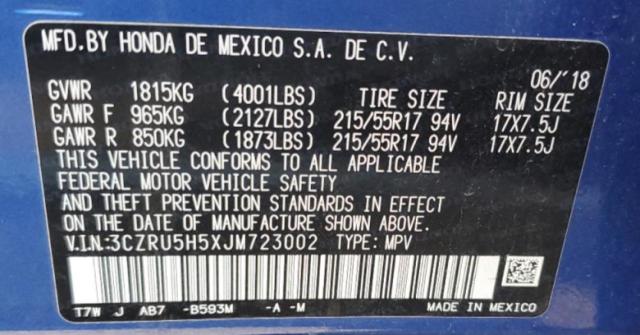 MFD.BY HONDA DE MEXICO S.A. DE C.V.
06/'18
GVWR 1815KG (4001LBS) TIRE SIZE RIM SIZE
GAWR F 965KG (2127LBS) 215/55R17 94V 17X7.5J
GAWR R 850KG (1873LBS) 215/55R17 94V 17X7.5J
THIS VEHICLE CONFORMS TO ALL APPLICABLE
FEDERAL MOTOR VEHICLE SAFETY
AND THEFT PREVENTION STANDARDS IN EFFECT
ON THE DATE OF MANUFACTURE SHOWN ABOVE.
V.I.N.:3CZRU5H5XJM723002 TYPE: MPV
T7W J AB7 -B593M -A -M MADE IN MEXICO